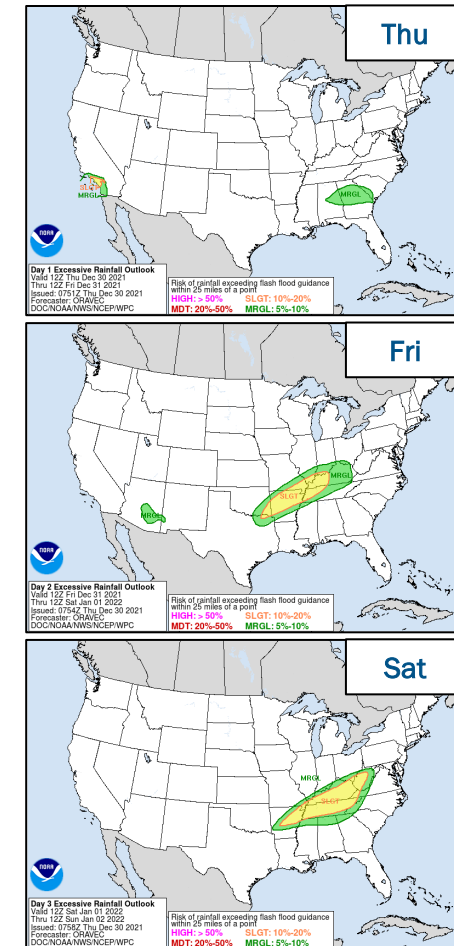 Thu
SLGT
MRGL
MRGL
NOAA
Day 1 Excessive Rainfall Outlook
Valid 12Z Thu Dec 30 2021
Thru 12Z Fri Dec 31 2021
Issued: 0751Z Thu Dec 30 2021
Forecaster: ORAVEC
DOC/NOAA/NWS/NCEP/WPC
Risk of rainfall exceeding flash flood guidance
within 25 miles of a point
HIGH: > 50% SLGT: 10%-20%
MDT: 20%-50% MRGL: 5%-10%
Fri
MRGL
SLGT
MRGL
NOAA
Day 2 Excessive Rainfall Outlook
Valid 12Z Fri Dec 31 2021
Thru 12Z Sat Jan 01 2022
Issued: 0754Z Thu Dec 30 2021
Forecaster: ORAVEC
DOC/NOAA/NWS/NCEP/WPC
Risk of rainfall exceeding flash flood guidance
within 25 miles of a point
HIGH: > 50% SLGT: 10%-20%
MDT: 20%-50% MRGL: 5%-10%
Sat
MRGL
SLGT
NOAA
Day 3 Excessive Rainfall Outlook
Valid 12Z Sat Jan 01 2022
Thru 12Z Sun Jan 02 2022
Issued: 0758Z Thu Dec 30 2021
Forecaster: ORAVEC
DOC/NOAA/NWS/NCEP/WPC
Risk of rainfall exceeding flash flood guidance
within 25 miles of a point
HIGH: > 50% SLGT: 10%-20%
MDT: 20%-50% MRGL: 5%-10%